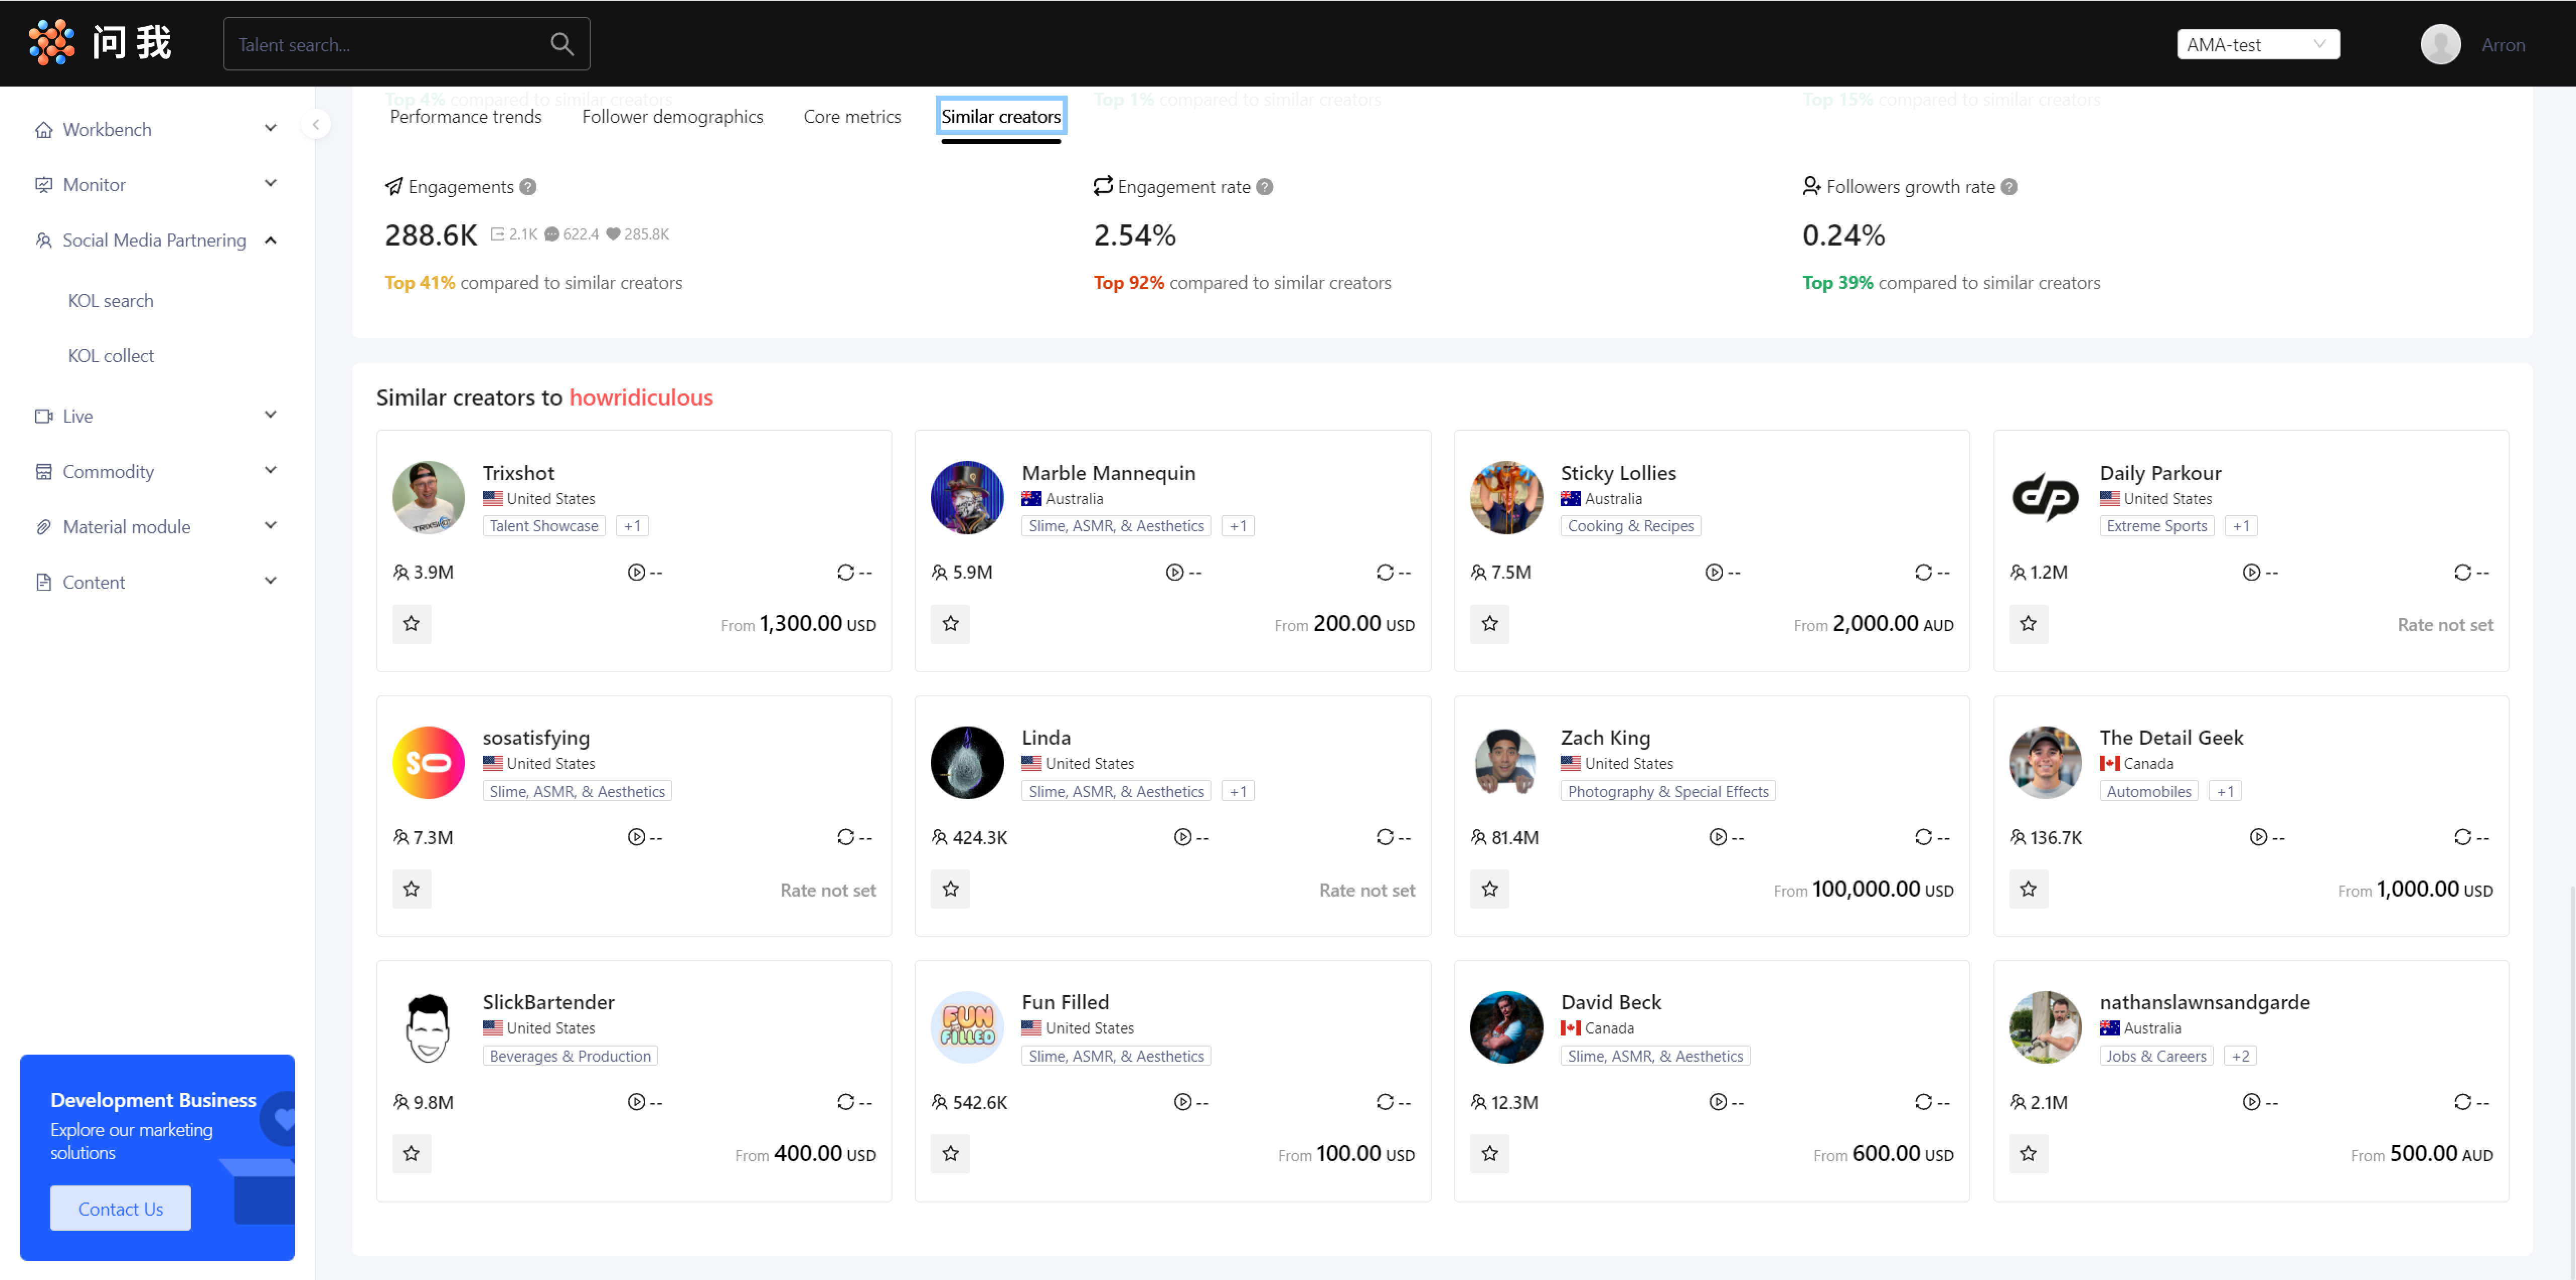 问我
Talent search...
AMA-test
Arron
Top 4% compared to similar creators
Top 1% compared to similar creators
Top 15% compared to similar creators
Performance trends
Follower demographics
Core metrics
Similar creators
Workbench
Monitor
Social Media Partnering
KOL search
KOL collect
Live
Commodity
Material module
Content
Development Business
Explore our marketing
solutions
Contact Us
Engagements ?
288.6K 2.1K 622.4 285.8K
Top 41% compared to similar creators
Engagement rate ?
2.54%
Top 92% compared to similar creators
Followers growth rate ?
0.24%
Top 39% compared to similar creators
Similar creators to howridiculous
Trixshot
United States
Talent Showcase +1
3.9M -- --
From 1,300.00 USD
TRIXSHOT
Marble Mannequin
Australia
Slime, ASMR, & Aesthetics +1
5.9M -- --
From 200.00 USD
Sticky Lollies
Australia
Cooking & Recipes
7.5M -- --
From 2,000.00 AUD
dp
Daily Parkour
United States
Extreme Sports +1
1.2M -- --
Rate not set
SO
sosatisfying
United States
Slime, ASMR, & Aesthetics
7.3M -- --
Rate not set
Linda
United States
Slime, ASMR, & Aesthetics +1
424.3K -- --
Rate not set
Zach King
United States
Photography & Special Effects
81.4M -- --
From 100,000.00 USD
The Detail Geek
Canada
Automobiles +1
136.7K -- --
From 1,000.00 USD
SlickBartender
United States
Beverages & Production
9.8M -- --
From 400.00 USD
FUN
FILLED
Fun Filled
United States
Slime, ASMR, & Aesthetics
542.6K -- --
From 100.00 USD
David Beck
Canada
Slime, ASMR, & Aesthetics
12.3M -- --
From 600.00 USD
nathanslawnsandgarde
Australia
Jobs & Careers +2
2.1M -- --
From 500.00 AUD